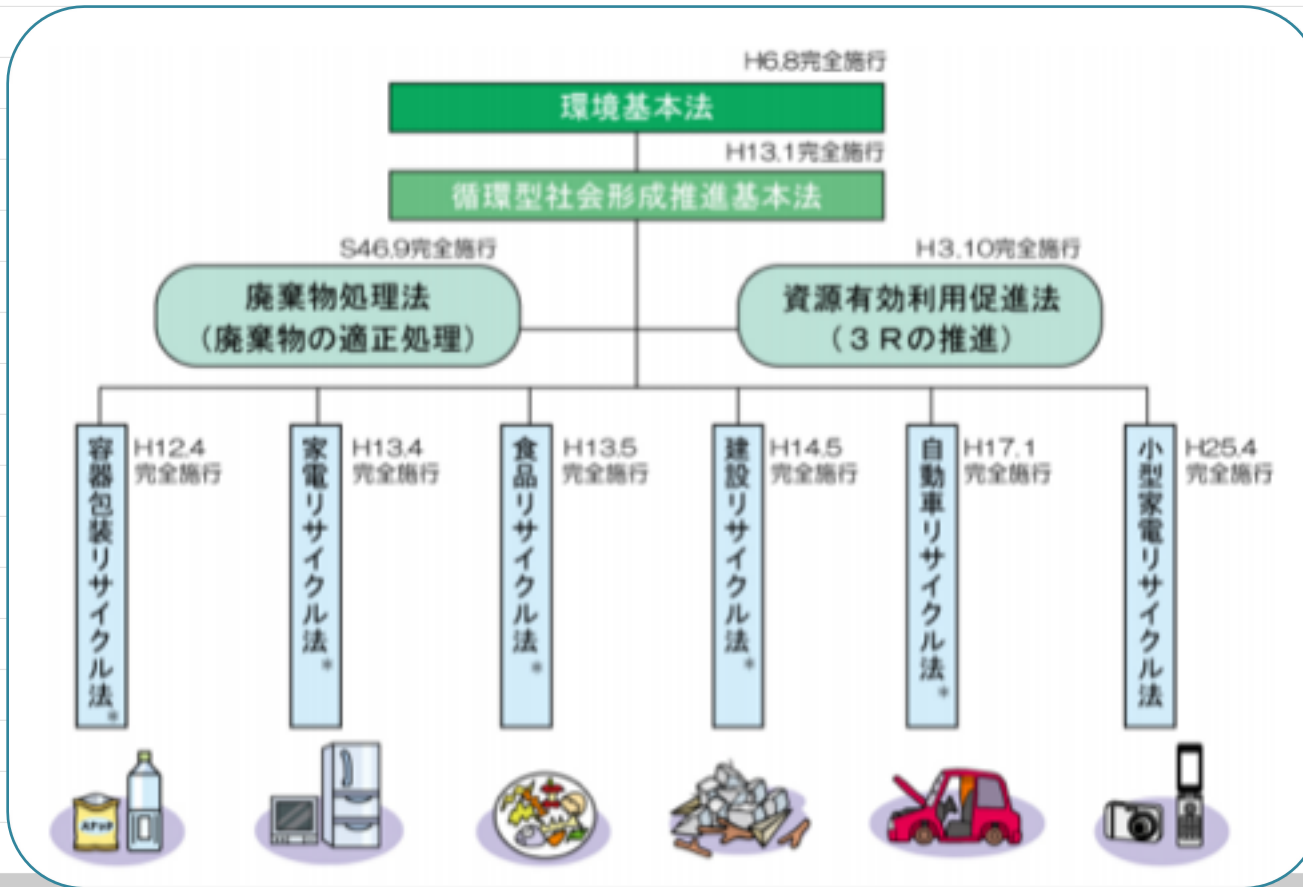 H6.8完全施行
環境基本法
H13.1完全施行
循環型社会形成推進基本法
S46.9完全施行
廃棄物処理法
（廃棄物の適正処理）
H3.10完全施行
資源有効利用促進法
（３Ｒの推進）
容器包装リサイクル法*
H12.4
完全施行
家電リサイクル法*
H13.4
完全施行
食品リサイクル法*
H13.5
完全施行
建設リサイクル法*
H14.5
完全施行
自動車リサイクル法*
H17.1
完全施行
小型家電リサイクル法
H25.4
完全施行